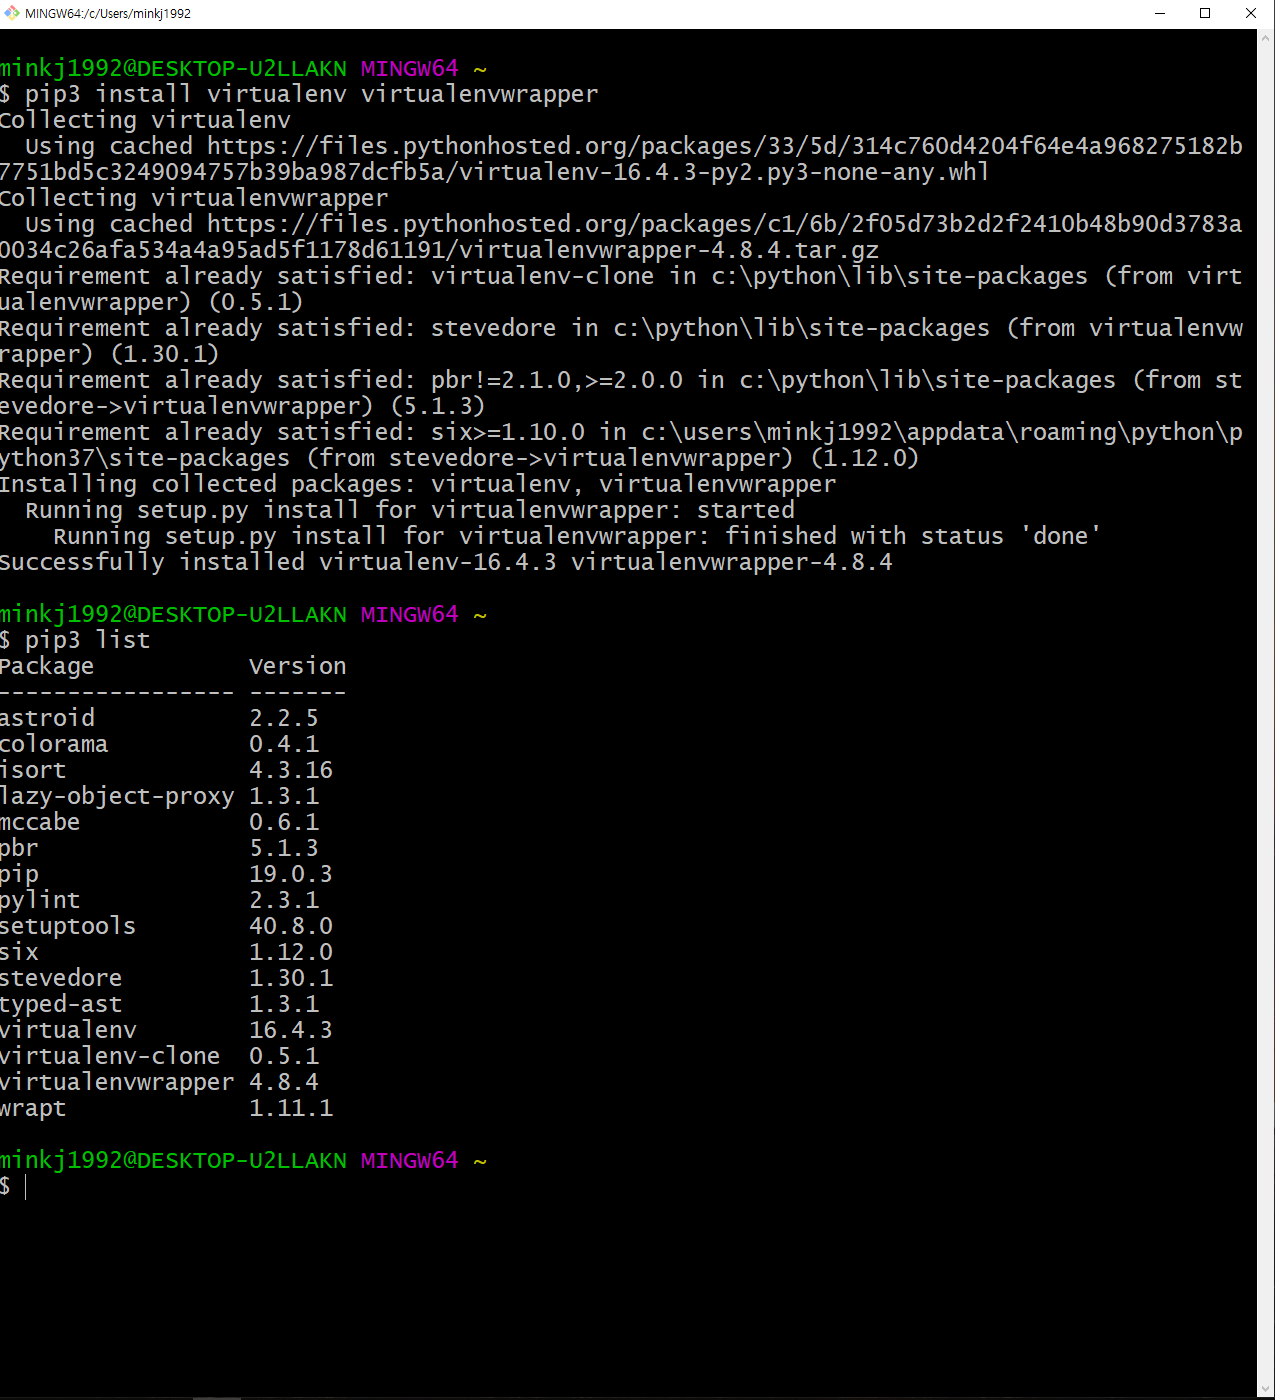 MINGW64:/c/Users/minkj1992
minkj1992@DESKTOP-U2LLAKN MINGW64 ~
$ pip3 install virtualenv virtualenvwrapper
Collecting virtualenv
  Using cached https://files.pythonhosted.org/packages/33/5d/314c760d4204f64e4a968275182b
7751bd5c3249094757b39ba987dcfb5a/virtualenv-16.4.3-py2.py3-none-any.whl
Collecting virtualenvwrapper
  Using cached https://files.pythonhosted.org/packages/c1/6b/2f05d73b2d2f2410b48b90d3783a
0034c26afa534a4a95ad5f1178d61191/virtualenvwrapper-4.8.4.tar.gz
Requirement already satisfied: virtualenv-clone in c:\python\lib\site-packages (from virt
ualenvwrapper) (0.5.1)
Requirement already satisfied: stevedore in c:\python\lib\site-packages (from virtualenvw
rapper) (1.30.1)
Requirement already satisfied: pbr!=2.1.0,>=2.0.0 in c:\python\lib\site-packages (from st
evedore->virtualenvwrapper) (5.1.3)
Requirement already satisfied: six>=1.10.0 in c:\users\minkj1992\appdata\roaming\python\p
ython37\site-packages (from stevedore->virtualenvwrapper) (1.12.0)
Installing collected packages: virtualenv, virtualenvwrapper
  Running setup.py install for virtualenvwrapper: started
    Running setup.py install for virtualenvwrapper: finished with status 'done'
Successfully installed virtualenv-16.4.3 virtualenvwrapper-4.8.4
minkj1992@DESKTOP-U2LLAKN MINGW64 ~
$ pip3 list
Package           Version
----------------- -------
astroid           2.2.5
colorama          0.4.1
isort             4.3.16
lazy-object-proxy 1.3.1
mccabe            0.6.1
pbr               5.1.3
pip               19.0.3
pylint            2.3.1
setuptools        40.8.0
six               1.12.0
stevedore         1.30.1
typed-ast         1.3.1
virtualenv        16.4.3
virtualenv-clone  0.5.1
virtualenvwrapper 4.8.4
wrapt             1.11.1
minkj1992@DESKTOP-U2LLAKN MINGW64 ~
$